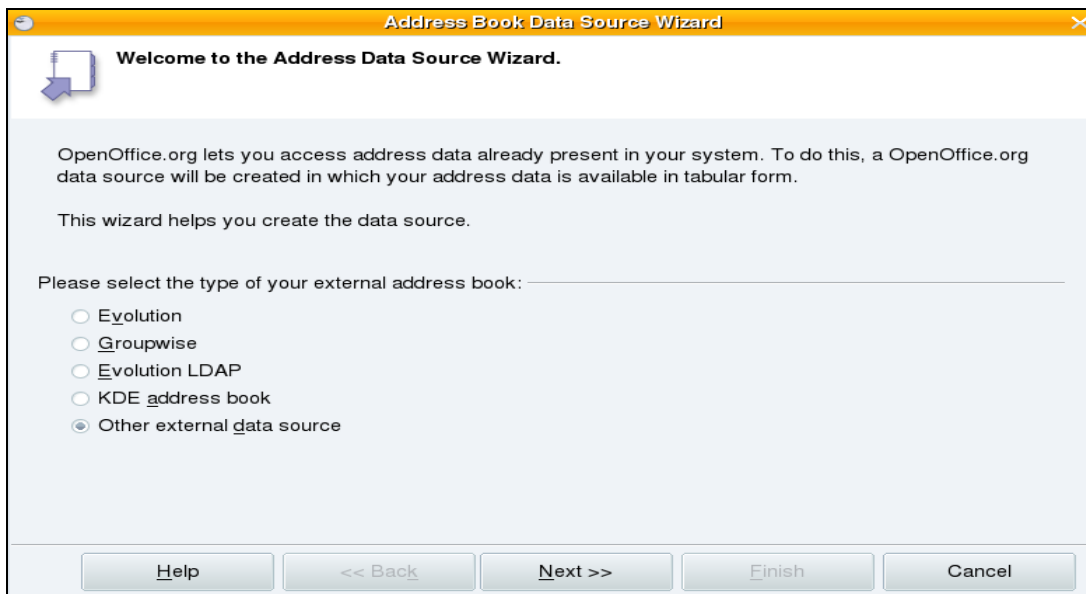 Address Book Data Source Wizard
Welcome to the Address Data Source Wizard.
OpenOffice.org lets you access address data already present in your system. To do this, a OpenOffice.org
data source will be created in which your address data is available in tabular form.
This wizard helps you create the data source.
Please select the type of your external address book:
Evolution
Groupwise
Evolution LDAP
KDE address book
Other external data source
Help << Back Next >> Finish Cancel